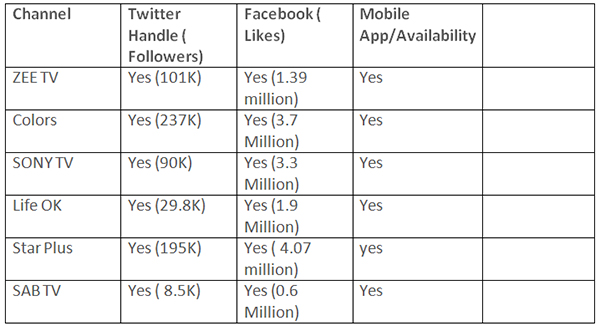 Channel Twitter Facebook ( Mobile
Handle ( Likes) App/Availability
Followers)
ZEE TV Yes (101K) Yes (1.39 Yes
million)
Colors Yes (237K) Yes (3.7 Yes
Million)
SONY TV Yes (90K) Yes (3.3 Yes
Million)
Life OK Yes (29.8K) Yes (1.9 Yes
Million)
Star Plus Yes (195K) Yes ( 4.07 yes
million)
SAB TV Yes ( 8.5K) Yes (0.6 Yes
Million)